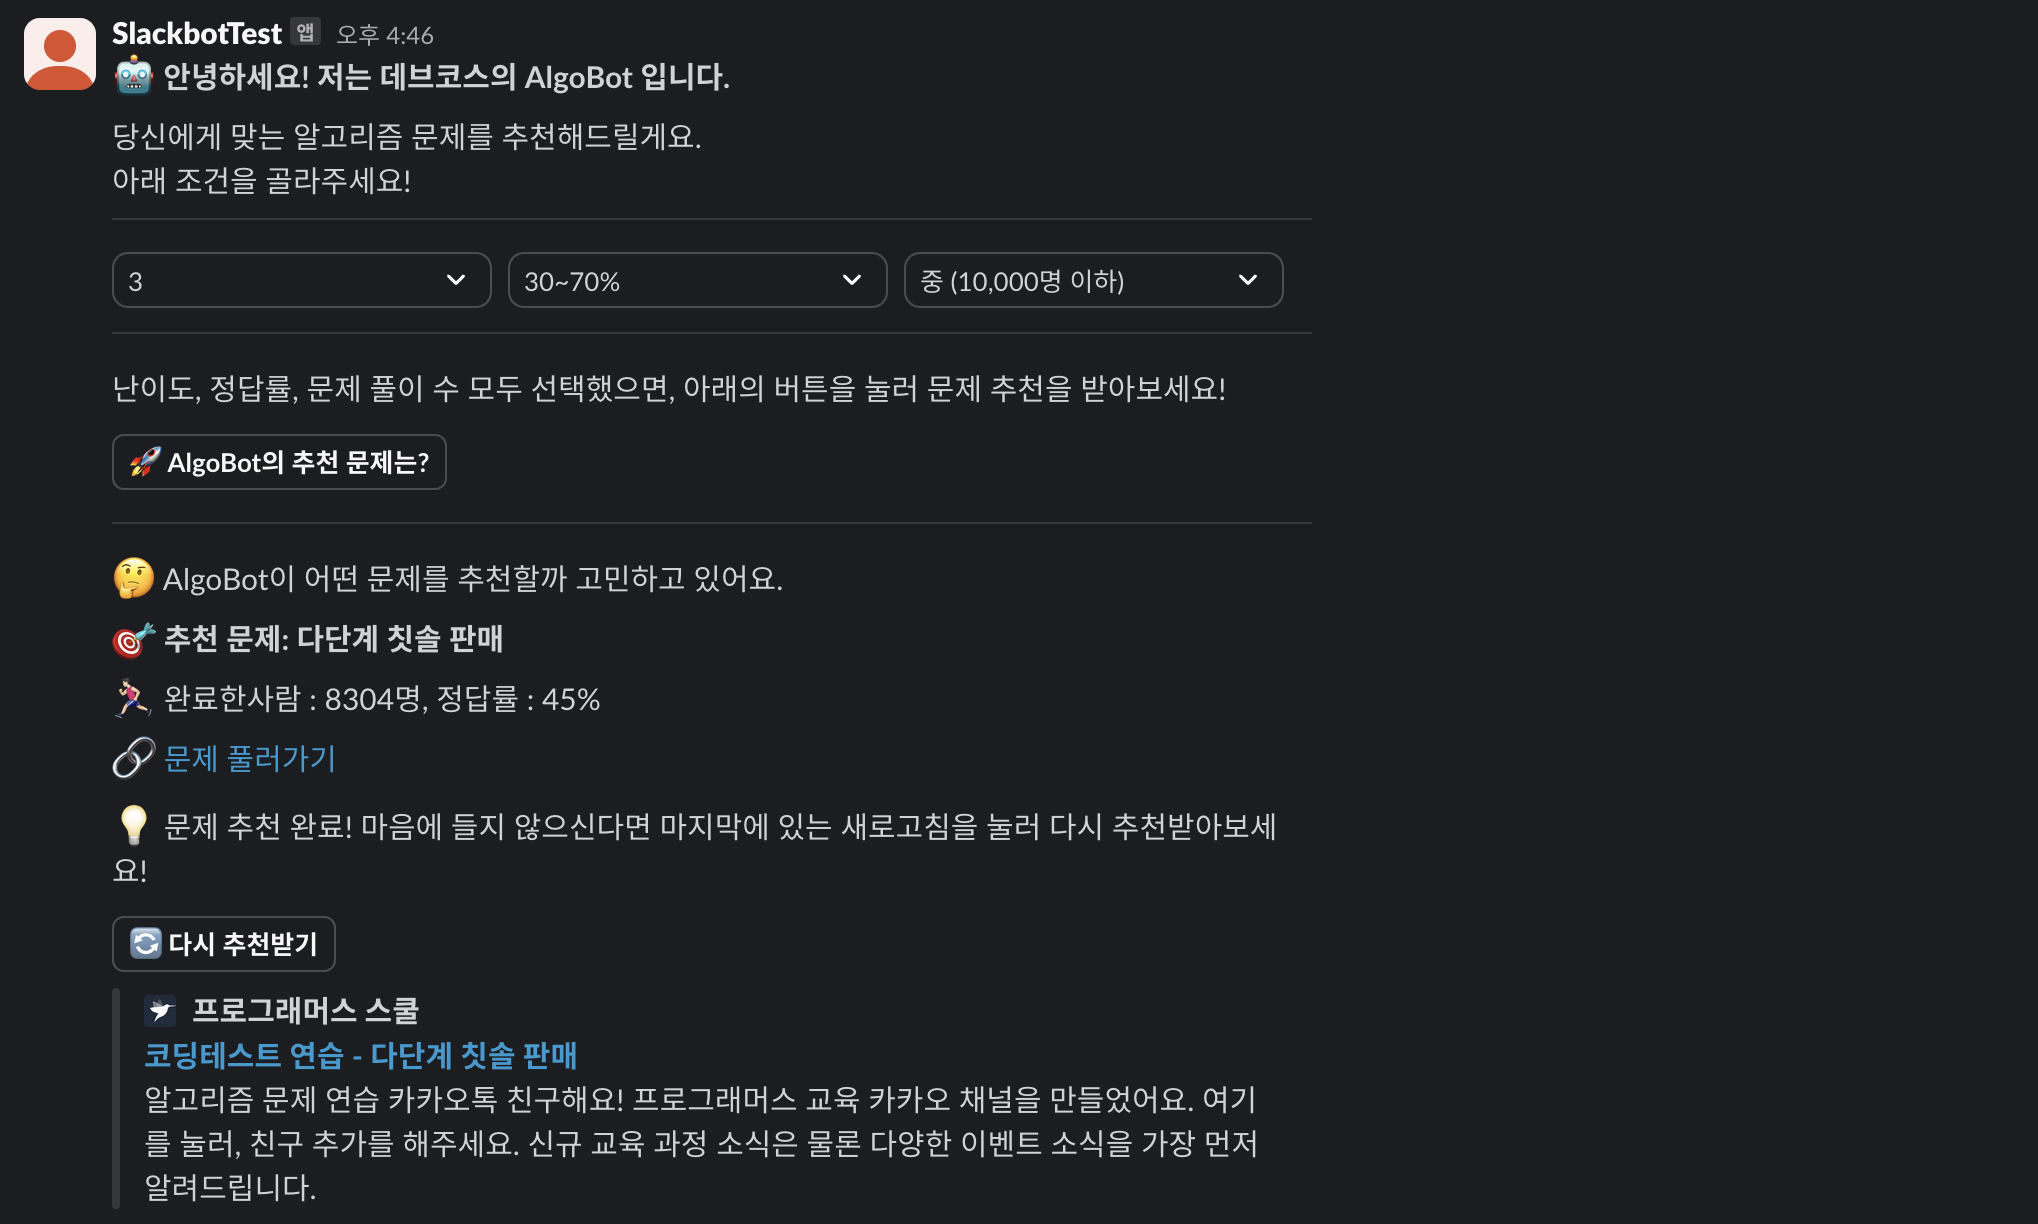 SlackbotTest 앱 오후 4:46
안녕하세요! 저는 데브코스의 AlgoBot 입니다.
당신에게 맞는 알고리즘 문제를 추천해드릴게요.
아래 조건을 골라주세요!
3 30~70% 중 (10,000명 이하)
난이도, 정답률, 문제 풀이 수 모두 선택했으면, 아래의 버튼을 눌러 문제 추천을 받아보세요!
🚀 AlgoBot의 추천 문제는?
🤔 AlgoBot이 어떤 문제를 추천할까 고민하고 있어요.
🎯 추천 문제: 다단계 칫솔 판매
완료한사람 : 8304명, 정답률 : 45%
🔗 문제 풀러가기
💡 문제 추천 완료! 마음에 들지 않으신다면 마지막에 있는 새로고침을 눌러 다시 추천받아보세
요!
🔄 다시 추천받기
프로그래머스 스쿨
코딩테스트 연습 - 다단계 칫솔 판매
알고리즘 문제 연습 카카오톡 친구해요! 프로그래머스 교육 카카오 채널을 만들었어요. 여기
를 눌러, 친구 추가를 해주세요. 신규 교육 과정 소식은 물론 다양한 이벤트 소식을 가장 먼저
알려드립니다.